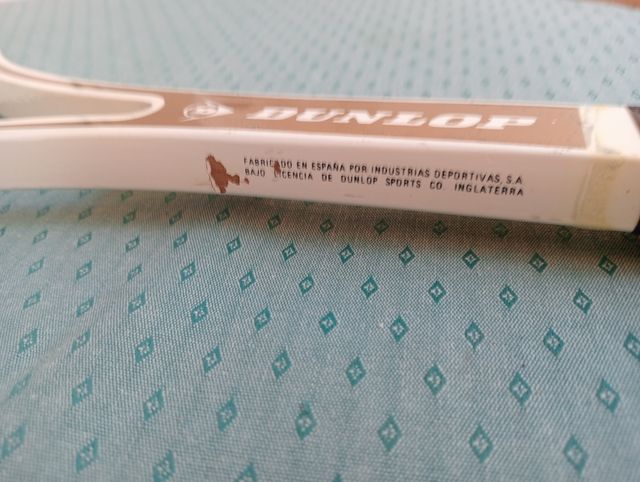 DUNLOP
FABRICADO EN ESPAÑA POR INDUSTRIAS DEPORTIVAS, S.A
BAJO LICENCIA DE DUNLOP SPORTS CO. INGLATERRA